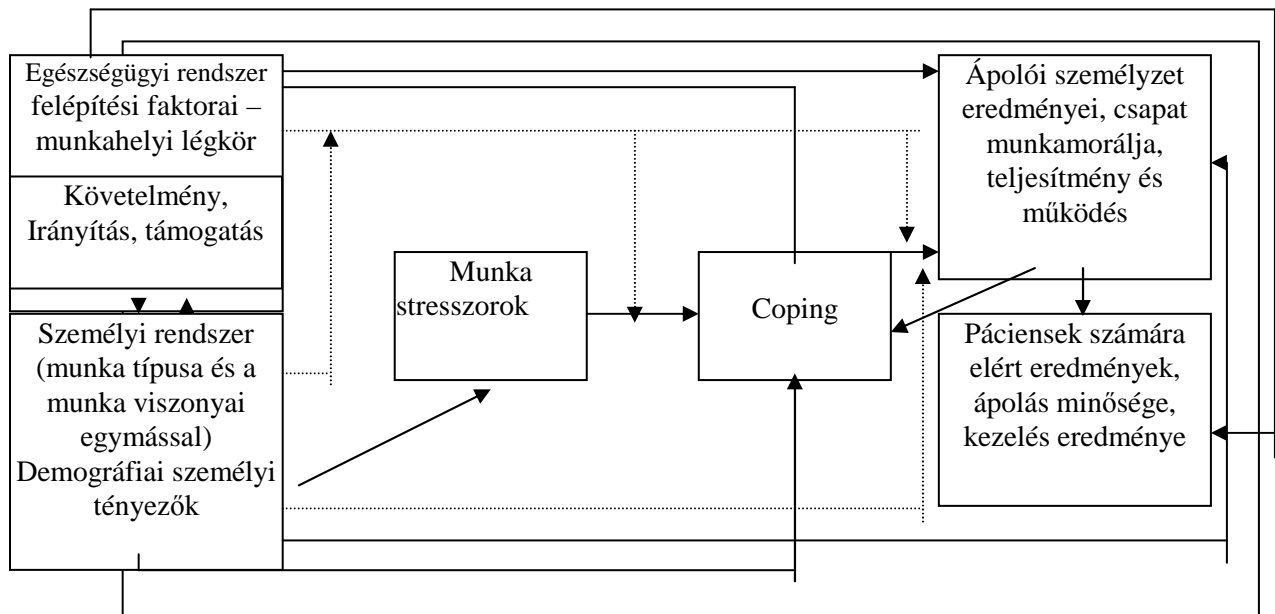 Egészségügyi rendszer
felépítési faktorai –
munkahelyi légkör
Követelmény,
Irányítás, támogatás
Személyi rendszer
(munka típusa és a
munka viszonyai
egymással)
Demográfiai személyi
tényezők
Munka
stresszorok
Coping
Ápolói személyzet
eredményei, csapat
munkamorálja,
teljesítmény és
működés
Páciensek számára
elért eredmények,
ápolás minősége,
kezelés eredménye